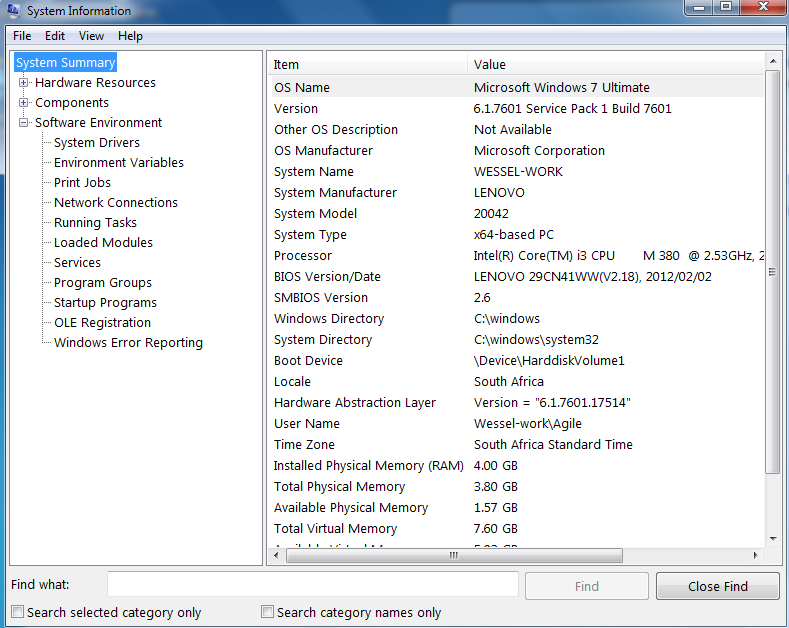 System Information
File Edit View Help
System Summary
Hardware Resources
Components
Software Environment
System Drivers
Environment Variables
Print Jobs
Network Connections
Running Tasks
Loaded Modules
Services
Program Groups
Startup Programs
OLE Registration
Windows Error Reporting
Item Value
OS Name Microsoft Windows 7 Ultimate
Version 6.1.7601 Service Pack 1 Build 7601
Other OS Description Not Available
OS Manufacturer Microsoft Corporation
System Name WESSEL-WORK
System Manufacturer LENOVO
System Model 20042
System Type x64-based PC
Processor Intel(R) Core(TM) i3 CPU M 380 @ 2.53GHz, 2
BIOS Version/Date LENOVO 29CN41WW(V2.18), 2012/02/02
SMBIOS Version 2.6
Windows Directory C:\windows
System Directory C:\windows\system32
Boot Device \Device\HarddiskVolume1
Locale South Africa
Hardware Abstraction Layer Version = "6.1.7601.17514"
User Name Wessel-work\Agile
Time Zone South Africa Standard Time
Installed Physical Memory (RAM) 4.00 GB
Total Physical Memory 3.80 GB
Available Physical Memory 1.57 GB
Total Virtual Memory 7.60 GB
Find what: Find Close Find
Search selected category only Search category names only